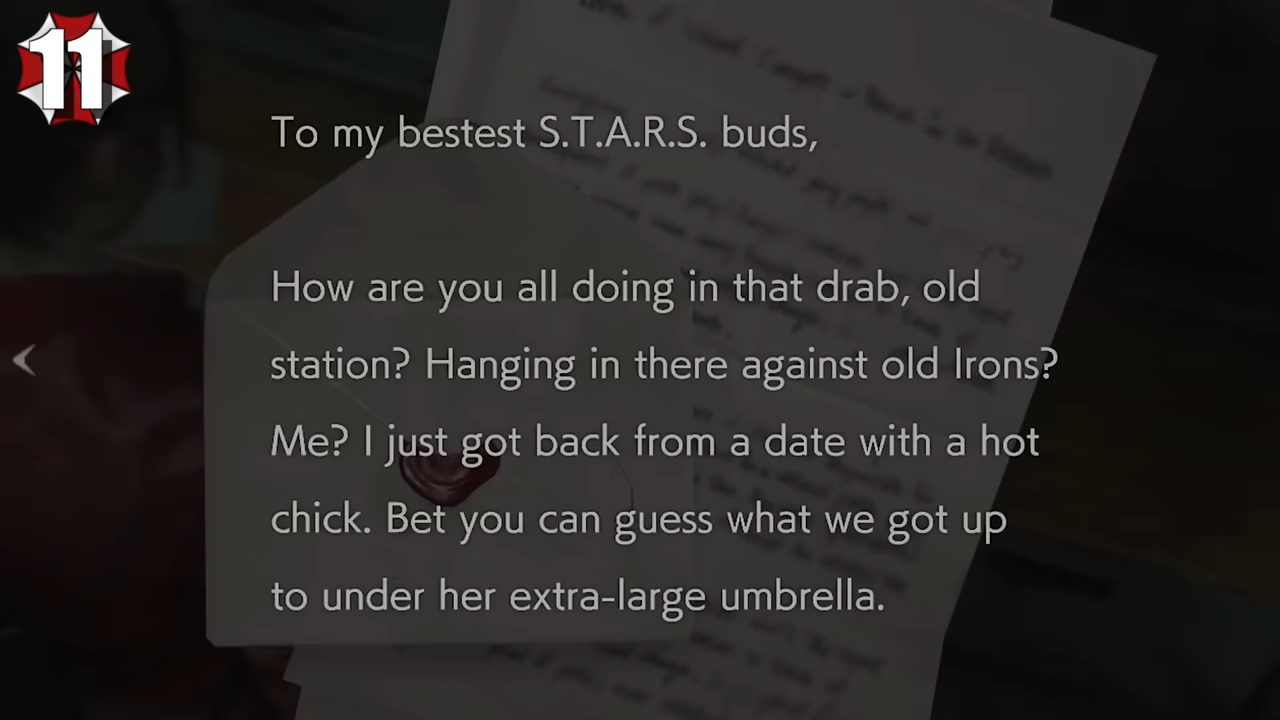 11
To my bestest S.T.A.R.S. buds,
How are you all doing in that drab, old
station? Hanging in there against old Irons?
Me? I just got back from a date with a hot
chick. Bet you can guess what we got up
to under her extra-large umbrella.